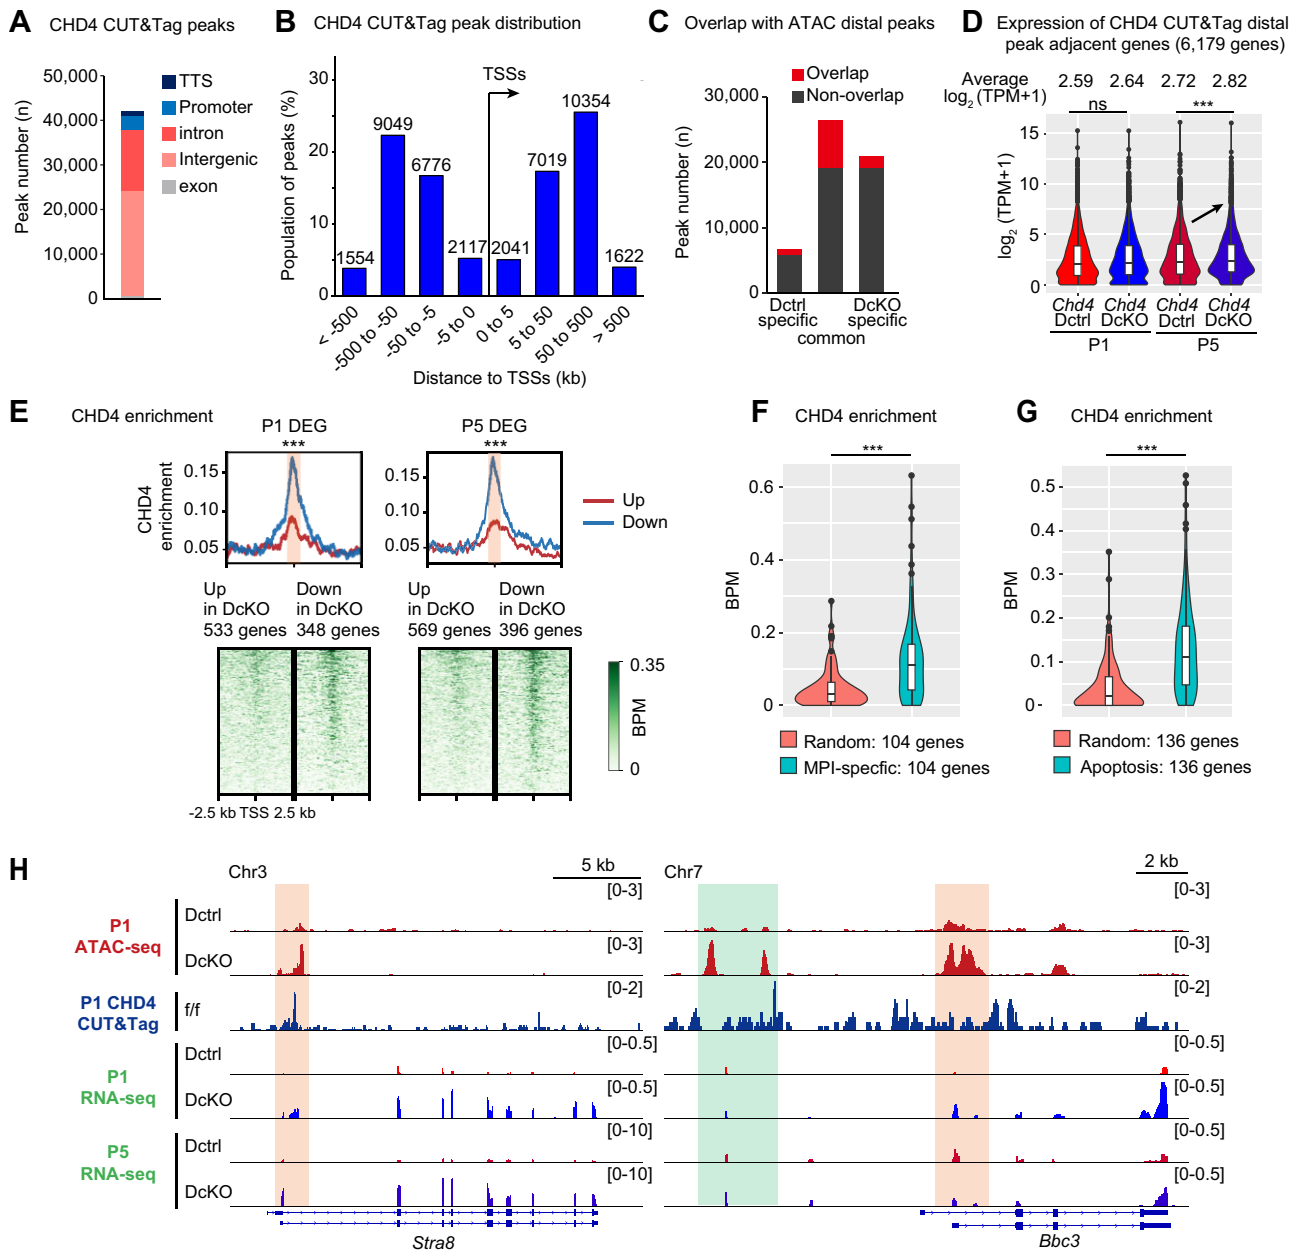 A CHD4 CUT&Tag peaks
50,000
40,000
30,000
20,000
10,000
0
Peak number (n)
TTS
Promoter
intron
Intergenic
exon
B CHD4 CUT&Tag peak distribution
TSSs
30
20
10
0
Population of peaks (%)
1554
9049
6776
2117
2041
7019
10354
1622
< -500
-500 to -50
-50 to -5
-5 to 0
0 to 5
5 to 50
50 to 500
> 500
Distance to TSSs (kb)
C Overlap with ATAC distal peaks
Overlap
Non-overlap
30,000
20,000
10,000
0
Peak number (n)
Dctrl
specific
common
DcKO
specific
D Expression of CHD4 CUT&Tag distal
peak adjacent genes (6,179 genes)
Average
log2 (TPM+1)
2.59 2.64 2.72 2.82
ns ***
15
10
5
0
log2 (TPM+1)
Chd4 Chd4 Chd4 Chd4
Dctrl DcKO Dctrl DcKO
P1 P5
E CHD4 enrichment
P1 DEG
***
P5 DEG
***
0.15
0.10
0.05
CHD4
enrichment
0.15
0.10
0.05
Up
Down
Up
in DcKO
533 genes
Down
in DcKO
348 genes
Up
in DcKO
569 genes
Down
in DcKO
396 genes
-2.5 kb TSS 2.5 kb
0.35
0
BPM
F CHD4 enrichment
***
0.6
0.4
0.2
0
BPM
Random: 104 genes
MPI-specfic: 104 genes
G CHD4 enrichment
***
0.5
0.4
0.3
0.2
0.1
0
BPM
Random: 136 genes
Apoptosis: 136 genes
H
Chr3 5 kb
Chr7 2 kb
P1
ATAC-seq
Dctrl [0-3] [0-3]
DcKO [0-3] [0-3]
P1 CHD4
CUT&Tag
f/f [0-2] [0-2]
P1
RNA-seq
Dctrl [0-0.5] [0-0.5]
DcKO [0-0.5] [0-0.5]
P5
RNA-seq
Dctrl [0-10] [0-0.5]
DcKO [0-10] [0-0.5]
Stra8
Bbc3